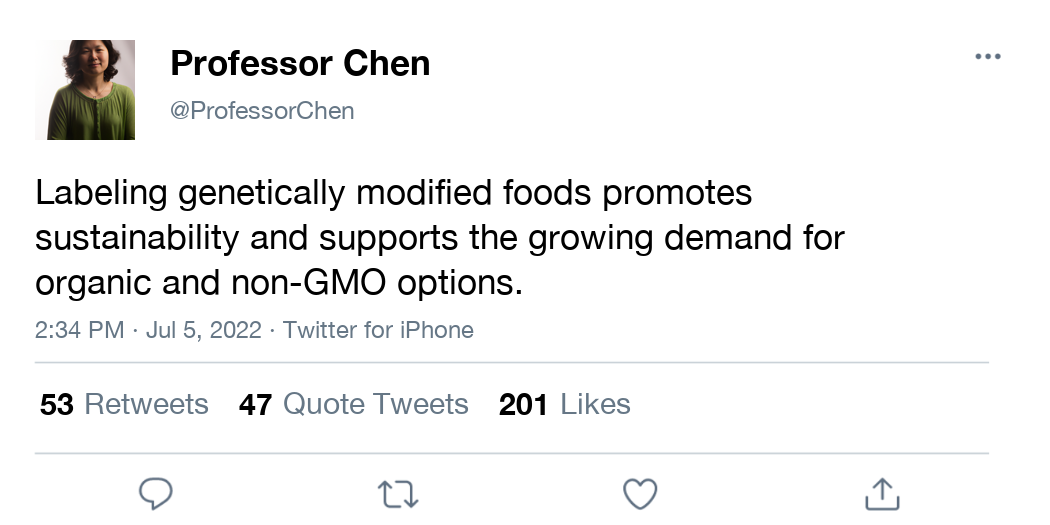 Professor Chen
@ProfessorChen
Labeling genetically modified foods promotes
sustainability and supports the growing demand for
organic and non-GMO options.
2:34 PM · Jul 5, 2022 · Twitter for iPhone
53 Retweets 47 Quote Tweets 201 Likes